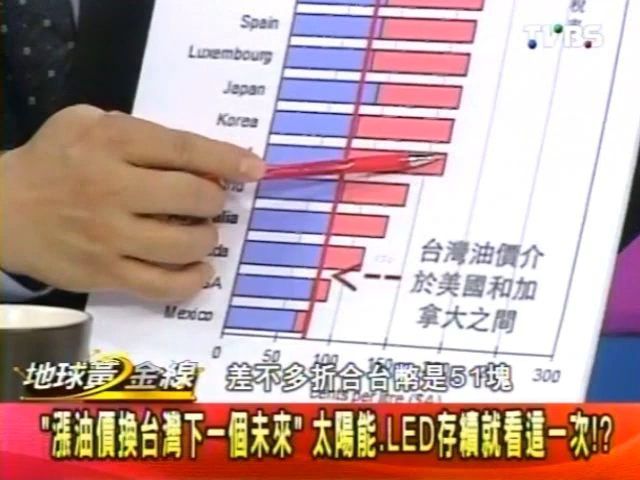 稅
TVBS
Spain
Luxembourg
Japan
Korea
Mexico
台灣油價介
於美國和加
拿大之間
0
50
100
300
地球黃金線
差不多折合台幣是51塊
"漲油價換台灣下一個未來"太陽能.LED存續就看這一次!?